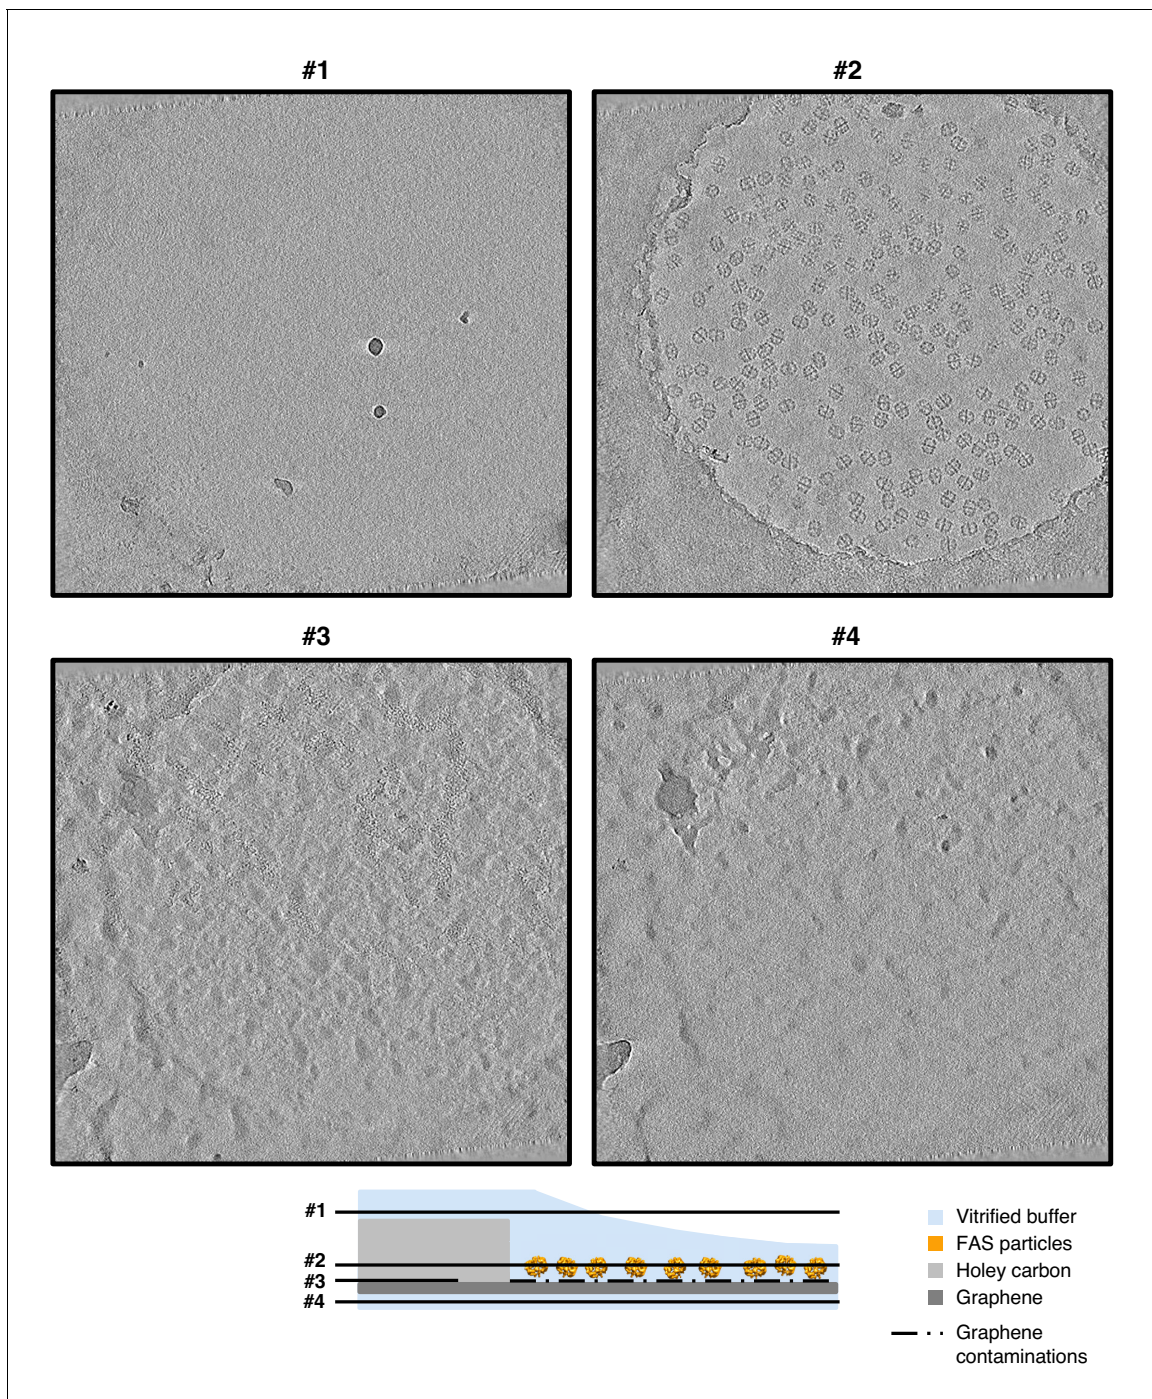 #1
#2
#3
#4
#1
#2
#3
#4
Vitrified buffer
FAS particles
Holey carbon
Graphene
Graphene
contaminations